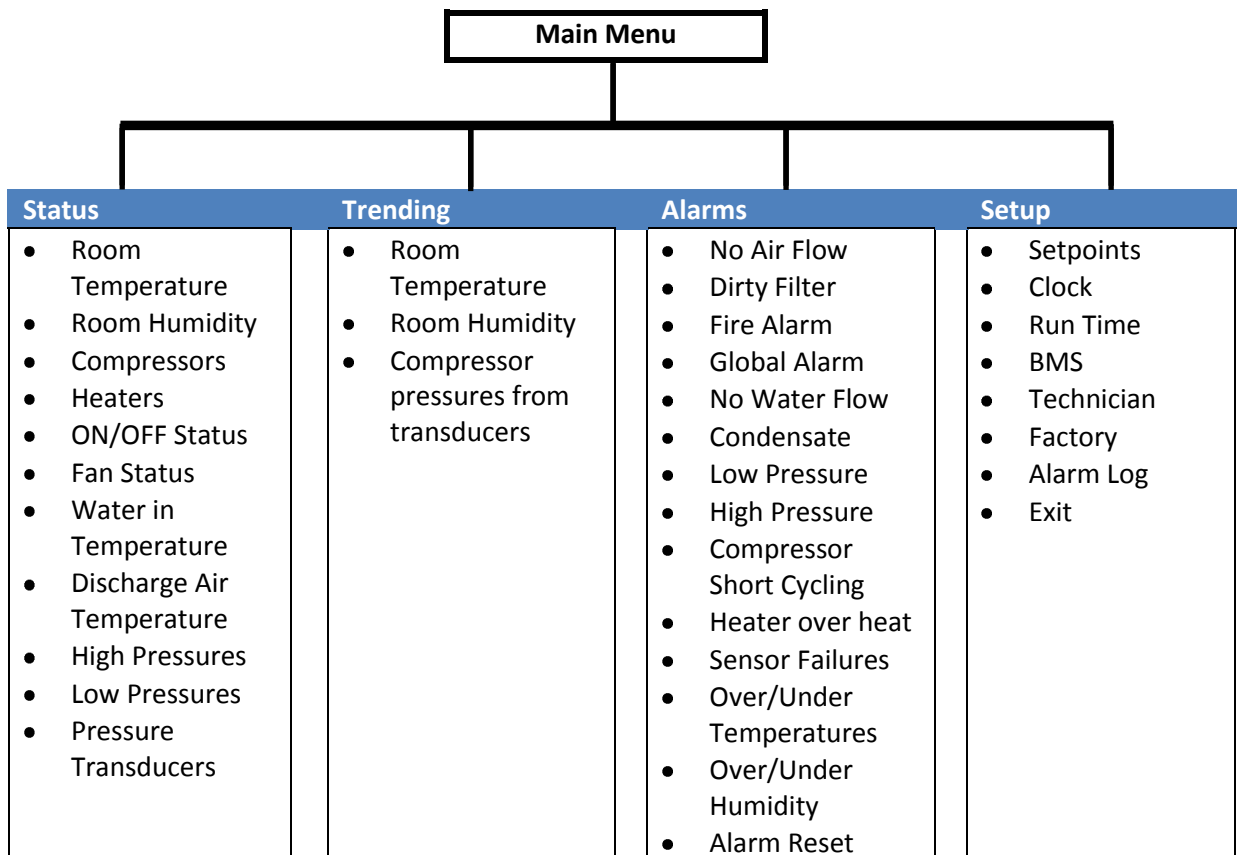 Main Menu
Status
• Room
Temperature
• Room Humidity
• Compressors
• Heaters
• ON/OFF Status
• Fan Status
• Water in
Temperature
• Discharge Air
Temperature
• High Pressures
• Low Pressures
• Pressure
Transducers
Trending
• Room
Temperature
• Room Humidity
• Compressor
pressures from
transducers
Alarms
• No Air Flow
• Dirty Filter
• Fire Alarm
• Global Alarm
• No Water Flow
• Condensate
• Low Pressure
• High Pressure
• Compressor
Short Cycling
• Heater over heat
• Sensor Failures
• Over/Under
Temperatures
• Over/Under
Humidity
• Alarm Reset
Setup
• Setpoints
• Clock
• Run Time
• BMS
• Technician
• Factory
• Alarm Log
• Exit